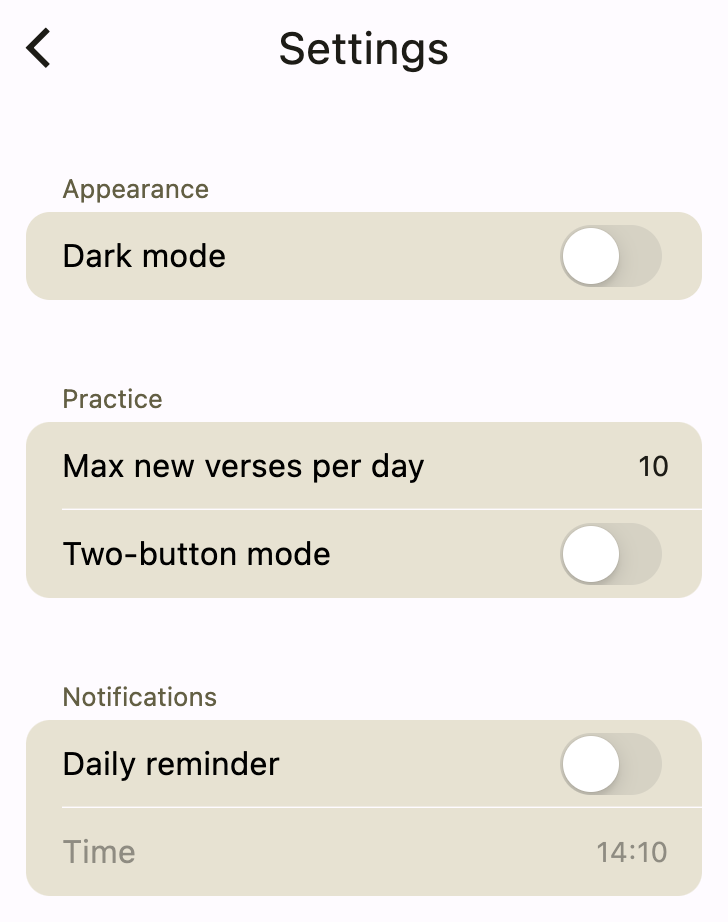 Settings
Appearance
Dark mode
Practice
Max new verses per day 10
Two-button mode
Notifications
Daily reminder
Time 14:10